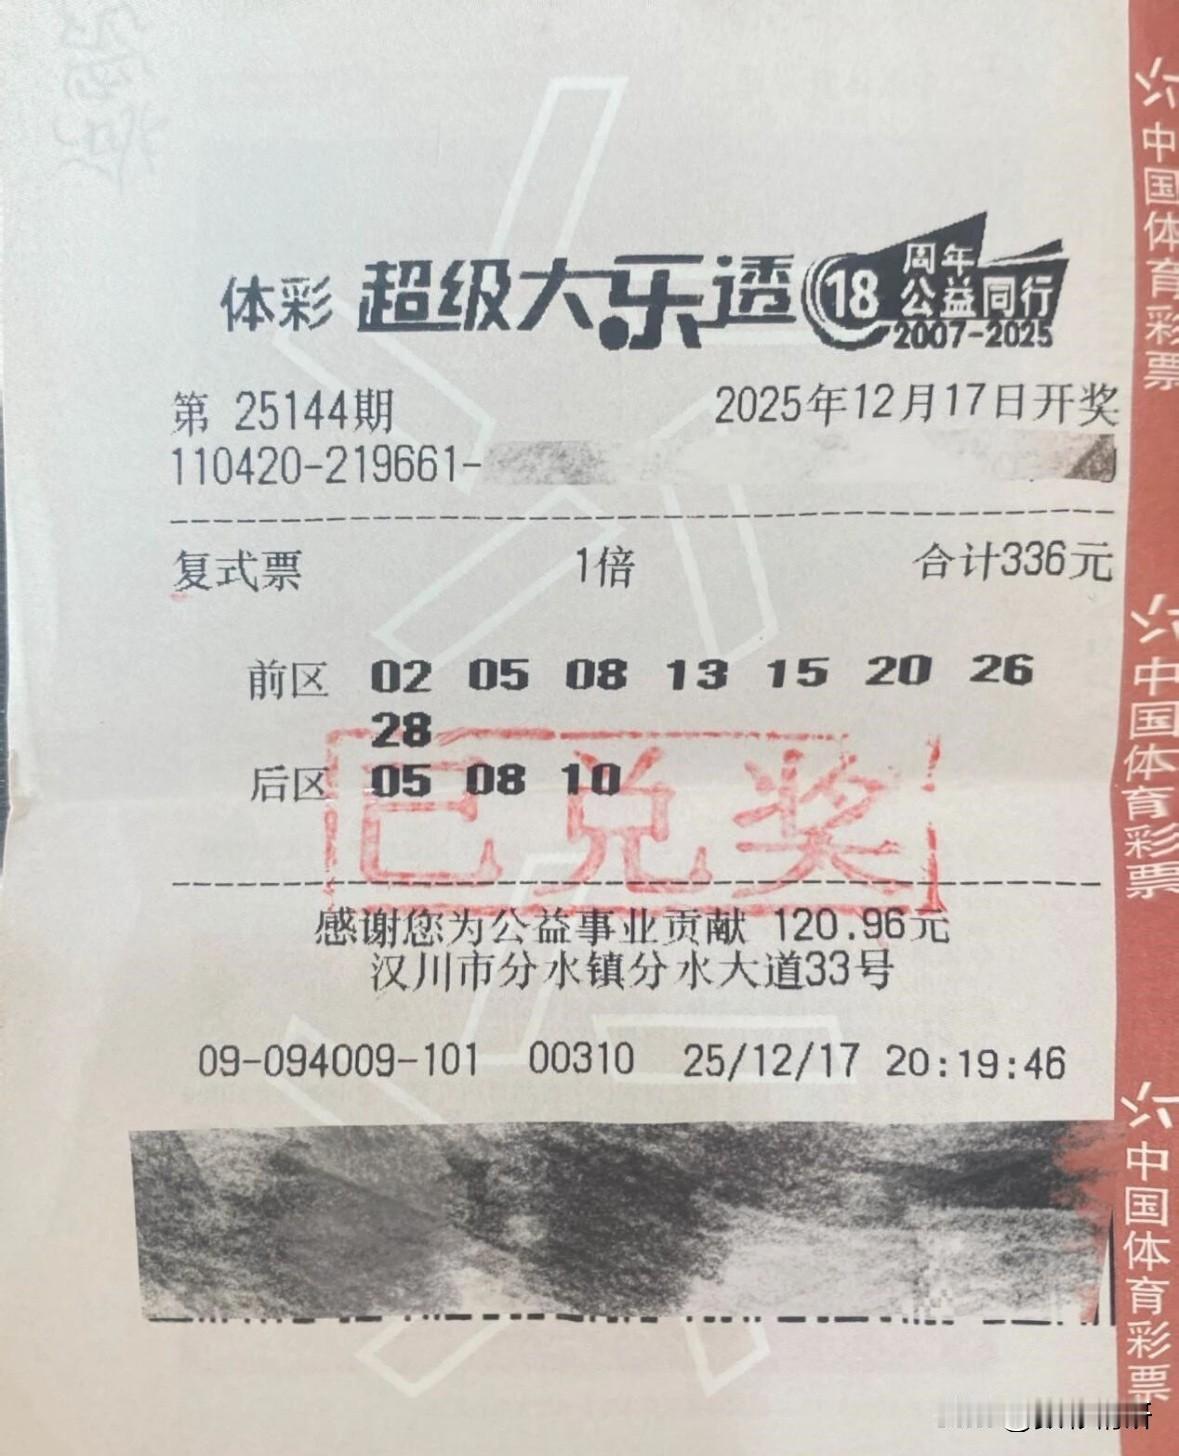 体彩 超级大乐透 18 周年 公益同行 2007-2025
第 25144期 2025年12月17日开奖
110420-219661-
复式票 1倍 合计336元
前区 02 05 08 13 15 20 26
28
后区 05 08 10
已兑奖
感谢您为公益事业贡献 120.96元
汉川市分水镇分水大道33号
09-094009-101 00310 25/12/17 20:19:46
中国体育彩票
中国体育彩票
中国体育彩票